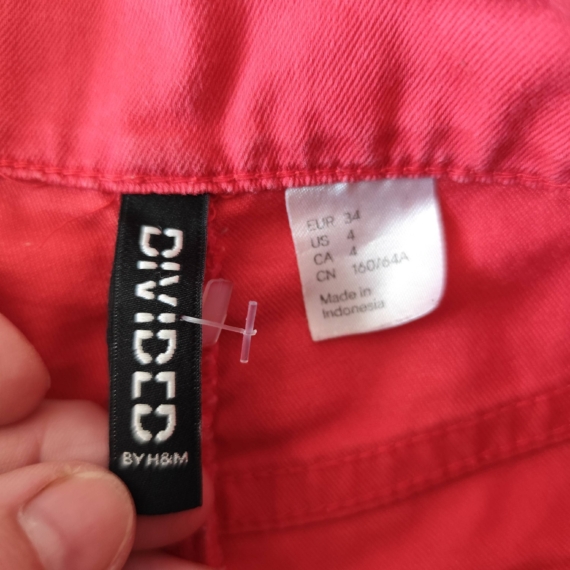 DIVIDED
BY H&M
EUR 34
US 4
CA 4
CN 160/64A
Made in
Indonesia